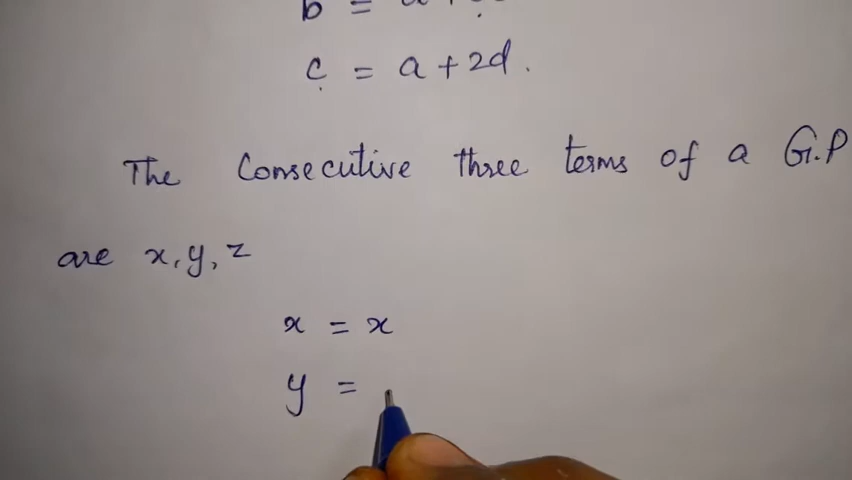 b =
c = a + 2d.
The Consecutive three terms of a G.P
are x, y, z
x = x
y =